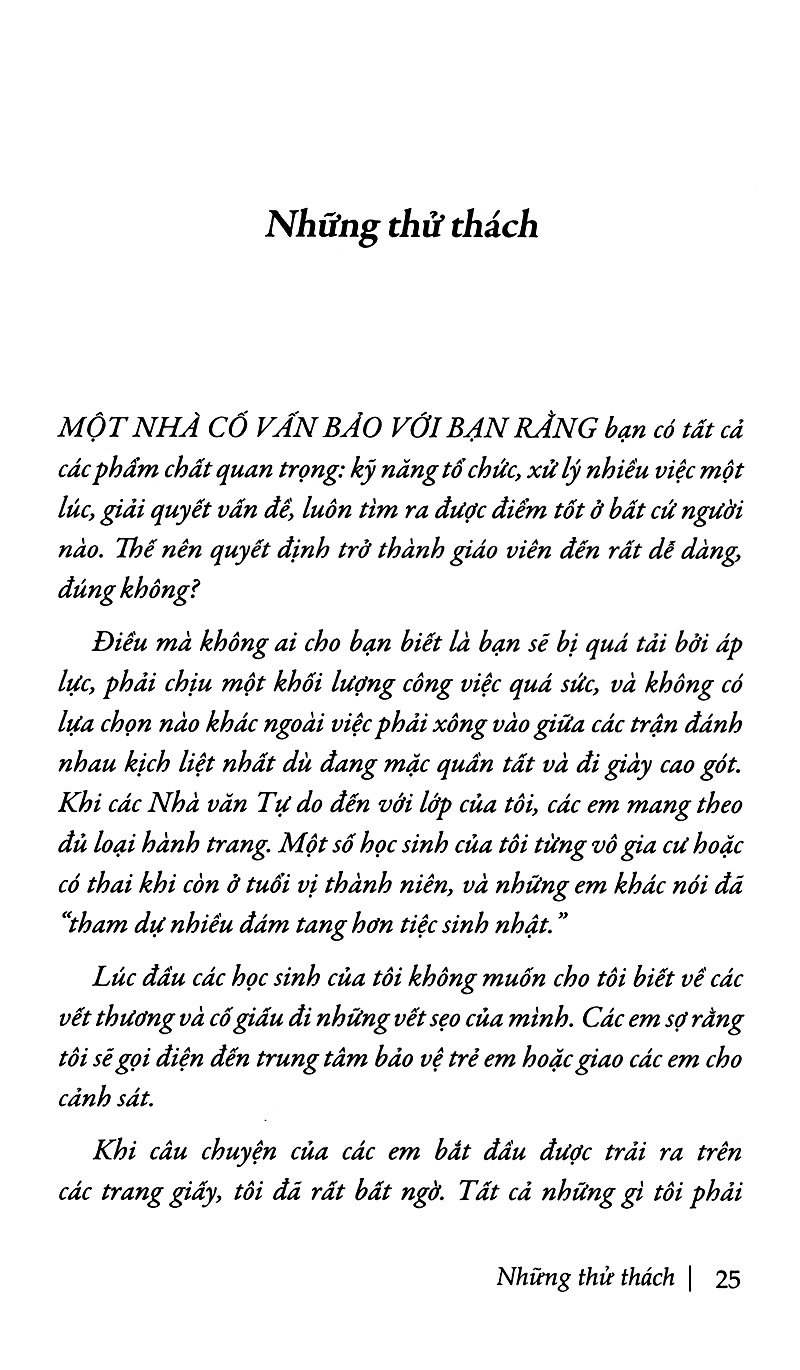 Những thử thách
MỘT NHÀ CỐ VẤN BẢO VỚI BẠN RẰNG bạn có tất cả
các phẩm chất quan trọng: kỹ năng tổ chức, xử lý nhiều việc một
lúc, giải quyết vấn đề, luôn tìm ra được điểm tốt ở bất cứ người
nào. Thế nên quyết định trở thành giáo viên đến rất dễ dàng,
đúng không?
Điều mà không ai cho bạn biết là bạn sẽ bị quá tải bởi áp
lực, phải chịu một khối lượng công việc quá sức, và không có
lựa chọn nào khác ngoài việc phải xông vào giữa các trận đánh
nhau kịch liệt nhất dù đang mặc quần tất và đi giày cao gót.
Khi các Nhà văn Tự do đến với lớp của tôi, các em mang theo
đủ loại hành trang. Một số học sinh của tôi từng vô gia cư hoặc
có thai khi còn ở tuổi vị thành niên, và những em khác nói đã
“tham dự nhiều đám tang hơn tiệc sinh nhật.”
Lúc đầu các học sinh của tôi không muốn cho tôi biết về các
vết thương và cố giấu đi những vết sẹo của mình. Các em sợ rằng
tôi sẽ gọi điện đến trung tâm bảo vệ trẻ em hoặc giao các em cho
cảnh sát.
Khi câu chuyện của các em bắt đầu được trải ra trên
các trang giấy, tôi đã rất bất ngờ. Tất cả những gì tôi phải
Những thử thách | 25